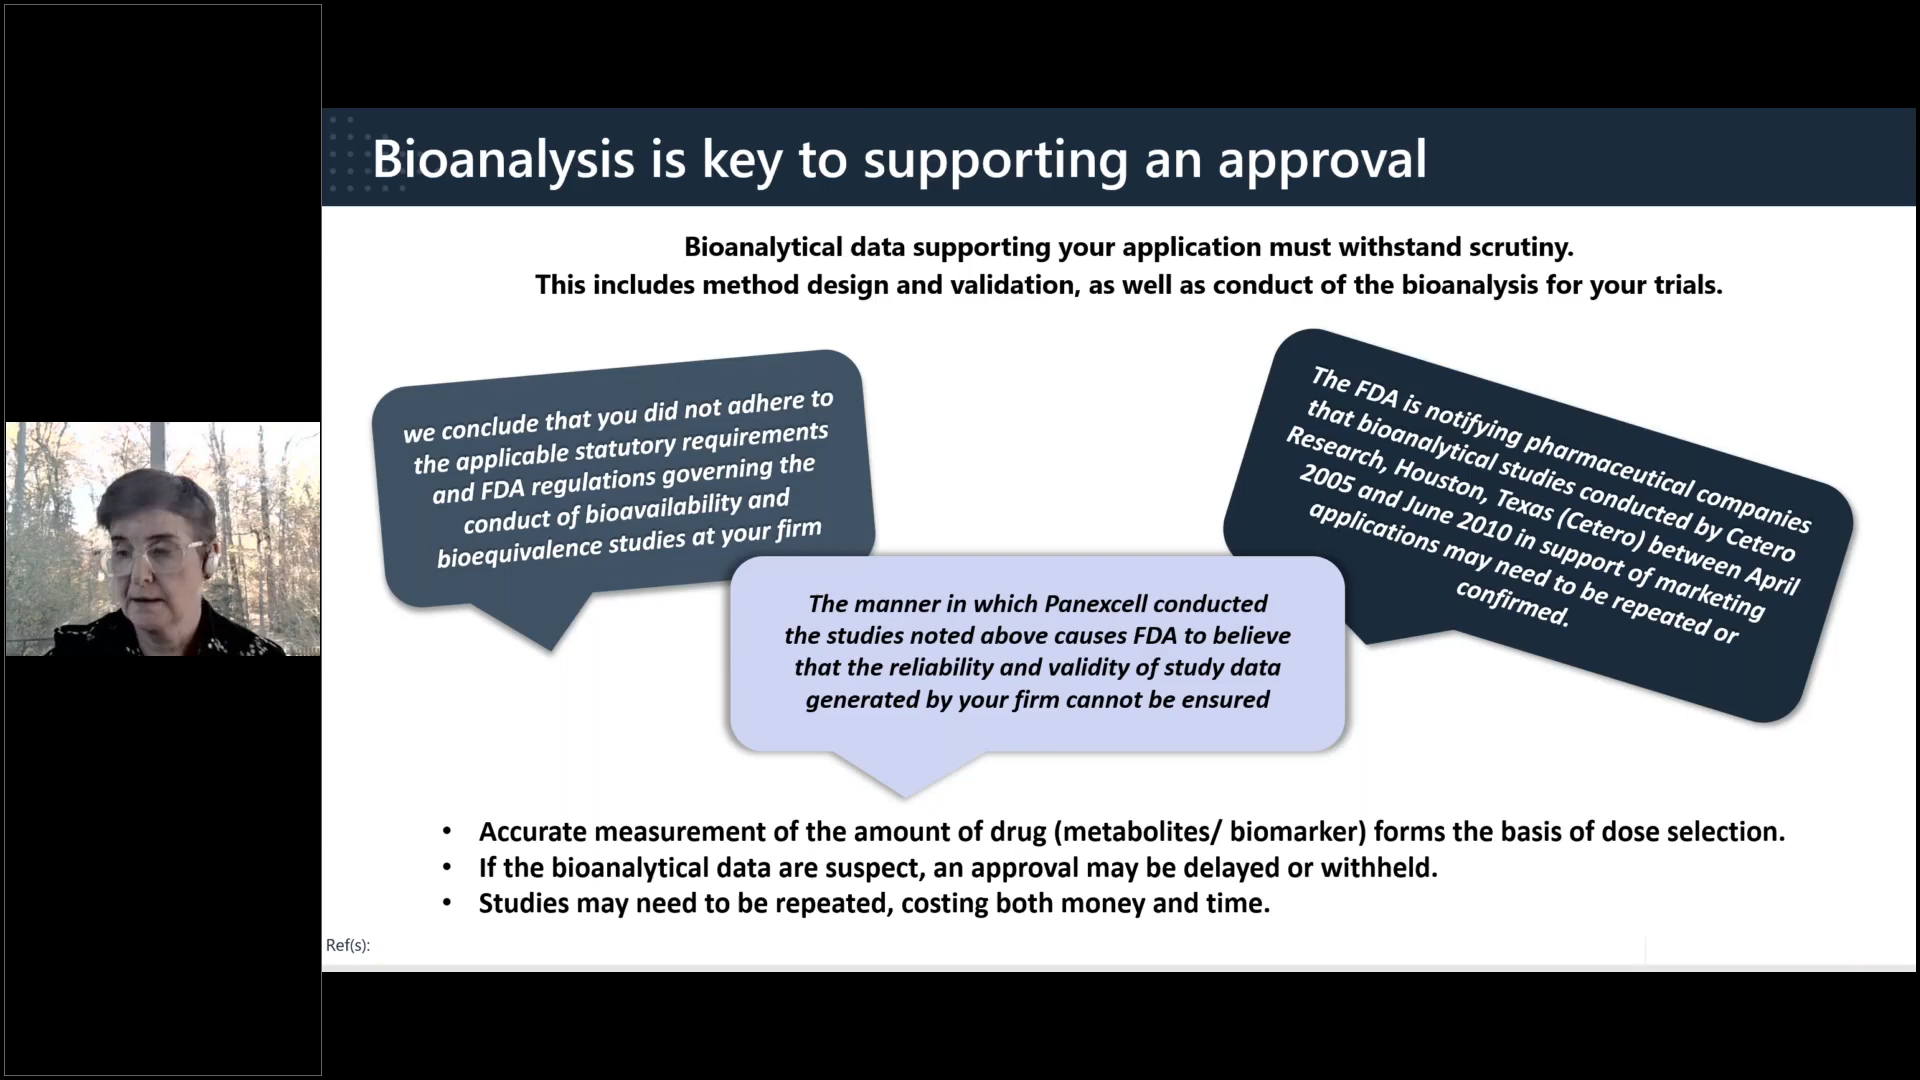 Bioanalysis is key to supporting an approval
Bioanalytical data supporting your application must withstand scrutiny.
This includes method design and validation, as well as conduct of the bioanalysis for your trials.
we conclude that you did not adhere to
the applicable statutory requirements
and FDA regulations governing the
conduct of bioavailability and
bioequivalence studies at your firm
The manner in which Panexcell conducted
the studies noted above causes FDA to believe
that the reliability and validity of study data
generated by your firm cannot be ensured
The FDA is notifying pharmaceutical companies
that bioanalytical studies conducted by Cetero
Research, Houston, Texas (Cetero) between April
2005 and June 2010 in support of marketing
applications may need to be repeated or
confirmed.
• Accurate measurement of the amount of drug (metabolites/ biomarker) forms the basis of dose selection.
• If the bioanalytical data are suspect, an approval may be delayed or withheld.
• Studies may need to be repeated, costing both money and time.
Ref(s):